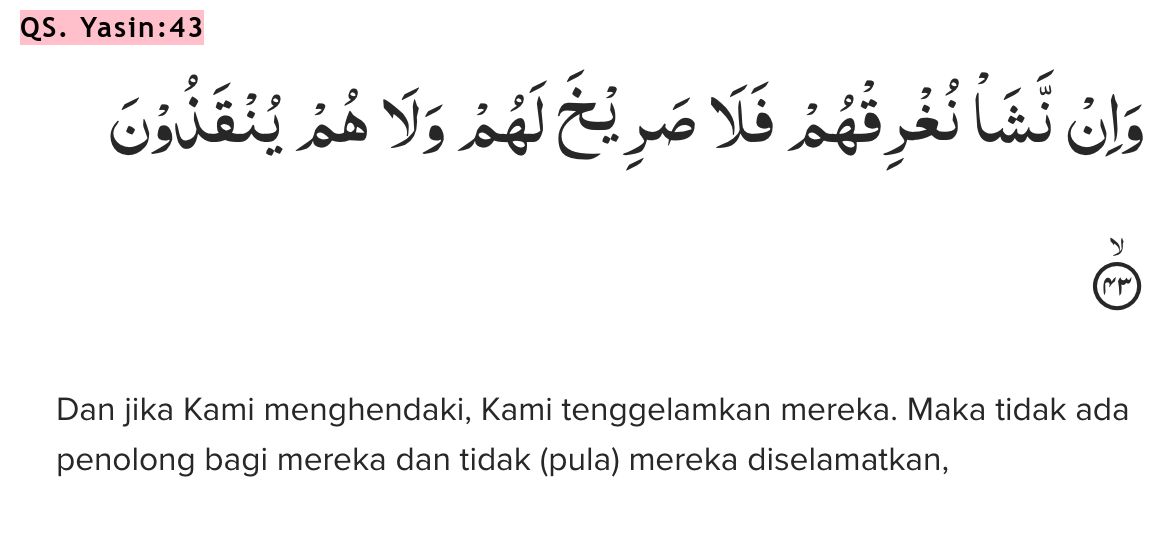 QS. Yasin:43
وَاِنْ نَّشَأْ نُغْرِقْهُمْ فَلَا صَرِيْخَ لَهُمْ وَلَا هُمْ يُنْقَذُوْنَ
ۙ ۴۳
Dan jika Kami menghendaki, Kami tenggelamkan mereka. Maka tidak ada
penolong bagi mereka dan tidak (pula) mereka diselamatkan,